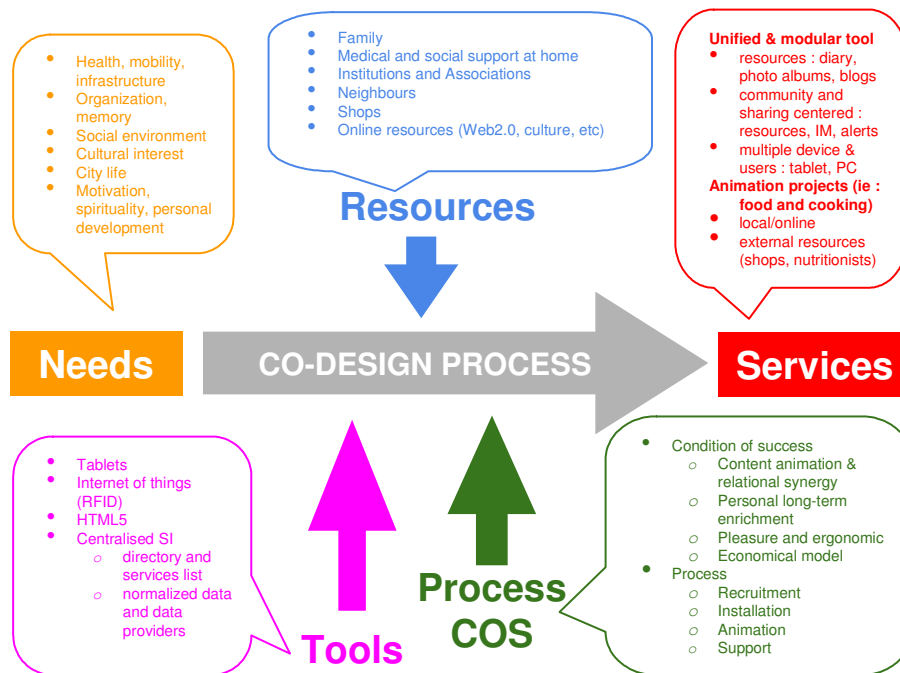 • Health, mobility,
infrastructure
• Organization,
memory
• Social environment
• Cultural interest
• City life
• Motivation,
spirituality, personal
development
Needs
• Family
• Medical and social support at home
• Institutions and Associations
• Neighbours
• Shops
• Online resources (Web2.0, culture, etc)
Resources
Unified & modular tool
• resources : diary,
photo albums, blogs
• community and
sharing centered :
resources, IM, alerts
• multiple device &
users : tablet, PC
Animation projects (ie :
food and cooking)
• local/online
• external resources
(shops, nutritionists)
CO-DESIGN PROCESS
Services
• Tablets
• Internet of things
(RFID)
• HTML5
• Centralised SI
o directory and
services list
o normalized data
and data
providers
Tools
Process
COS
• Condition of success
o Content animation &
relational synergy
o Personal long-term
enrichment
o Pleasure and ergonomic
o Economical model
• Process
o Recruitment
o Installation
o Animation
o Support